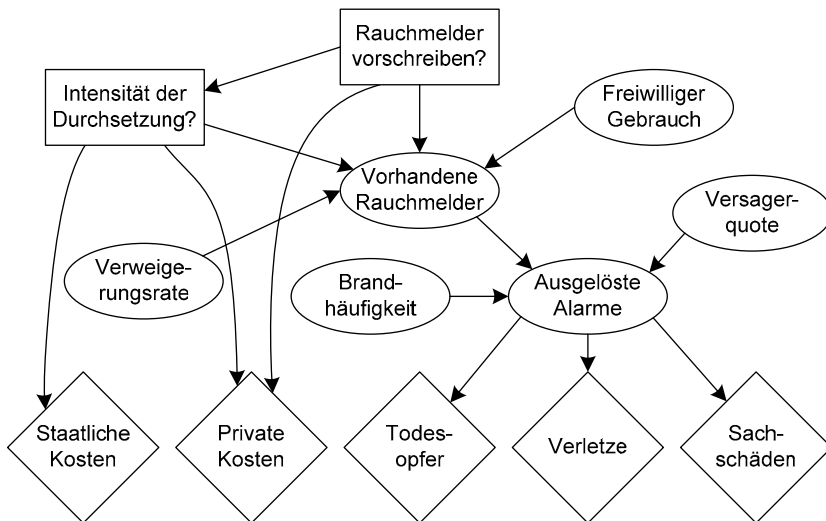 Rauchmelder
vorschreiben?
Intensität der
Durchsetzung?
Freiwilliger
Gebrauch
Vorhandene
Rauchmelder
Versager-
quote
Verweige-
rungsrate
Brand-
häufigkeit
Ausgelöste
Alarme
Staatliche
Kosten
Private
Kosten
Todes-
opfer
Verletze
Sach-
schäden